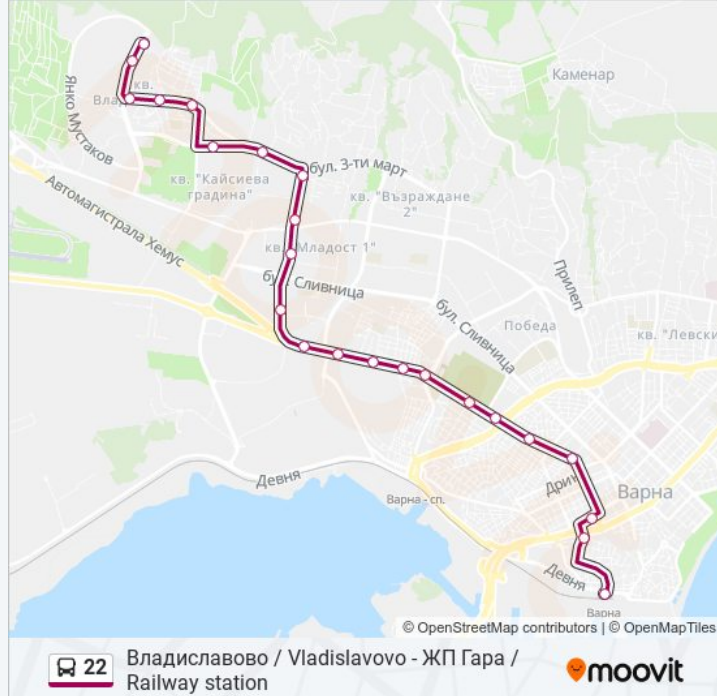 Каменар
кв.
Влад
Янко Мустаков
бул. 3-ти март
кв. "Кайсиева
градина"
кв. "Възраждане
2"
Автомагистрала Хемус
кв. "Младост 1"
Прилеп
бул. Сливница
бул. Сливница
Победа
кв. "Левски
Девня
Дрин
Варна
Варна - сп.
Девня
Варна
© OpenStreetMap contributors | © OpenMapTiles
22
Владиславово / Vladislavovo - ЖП Гара /
Railway station
moovit